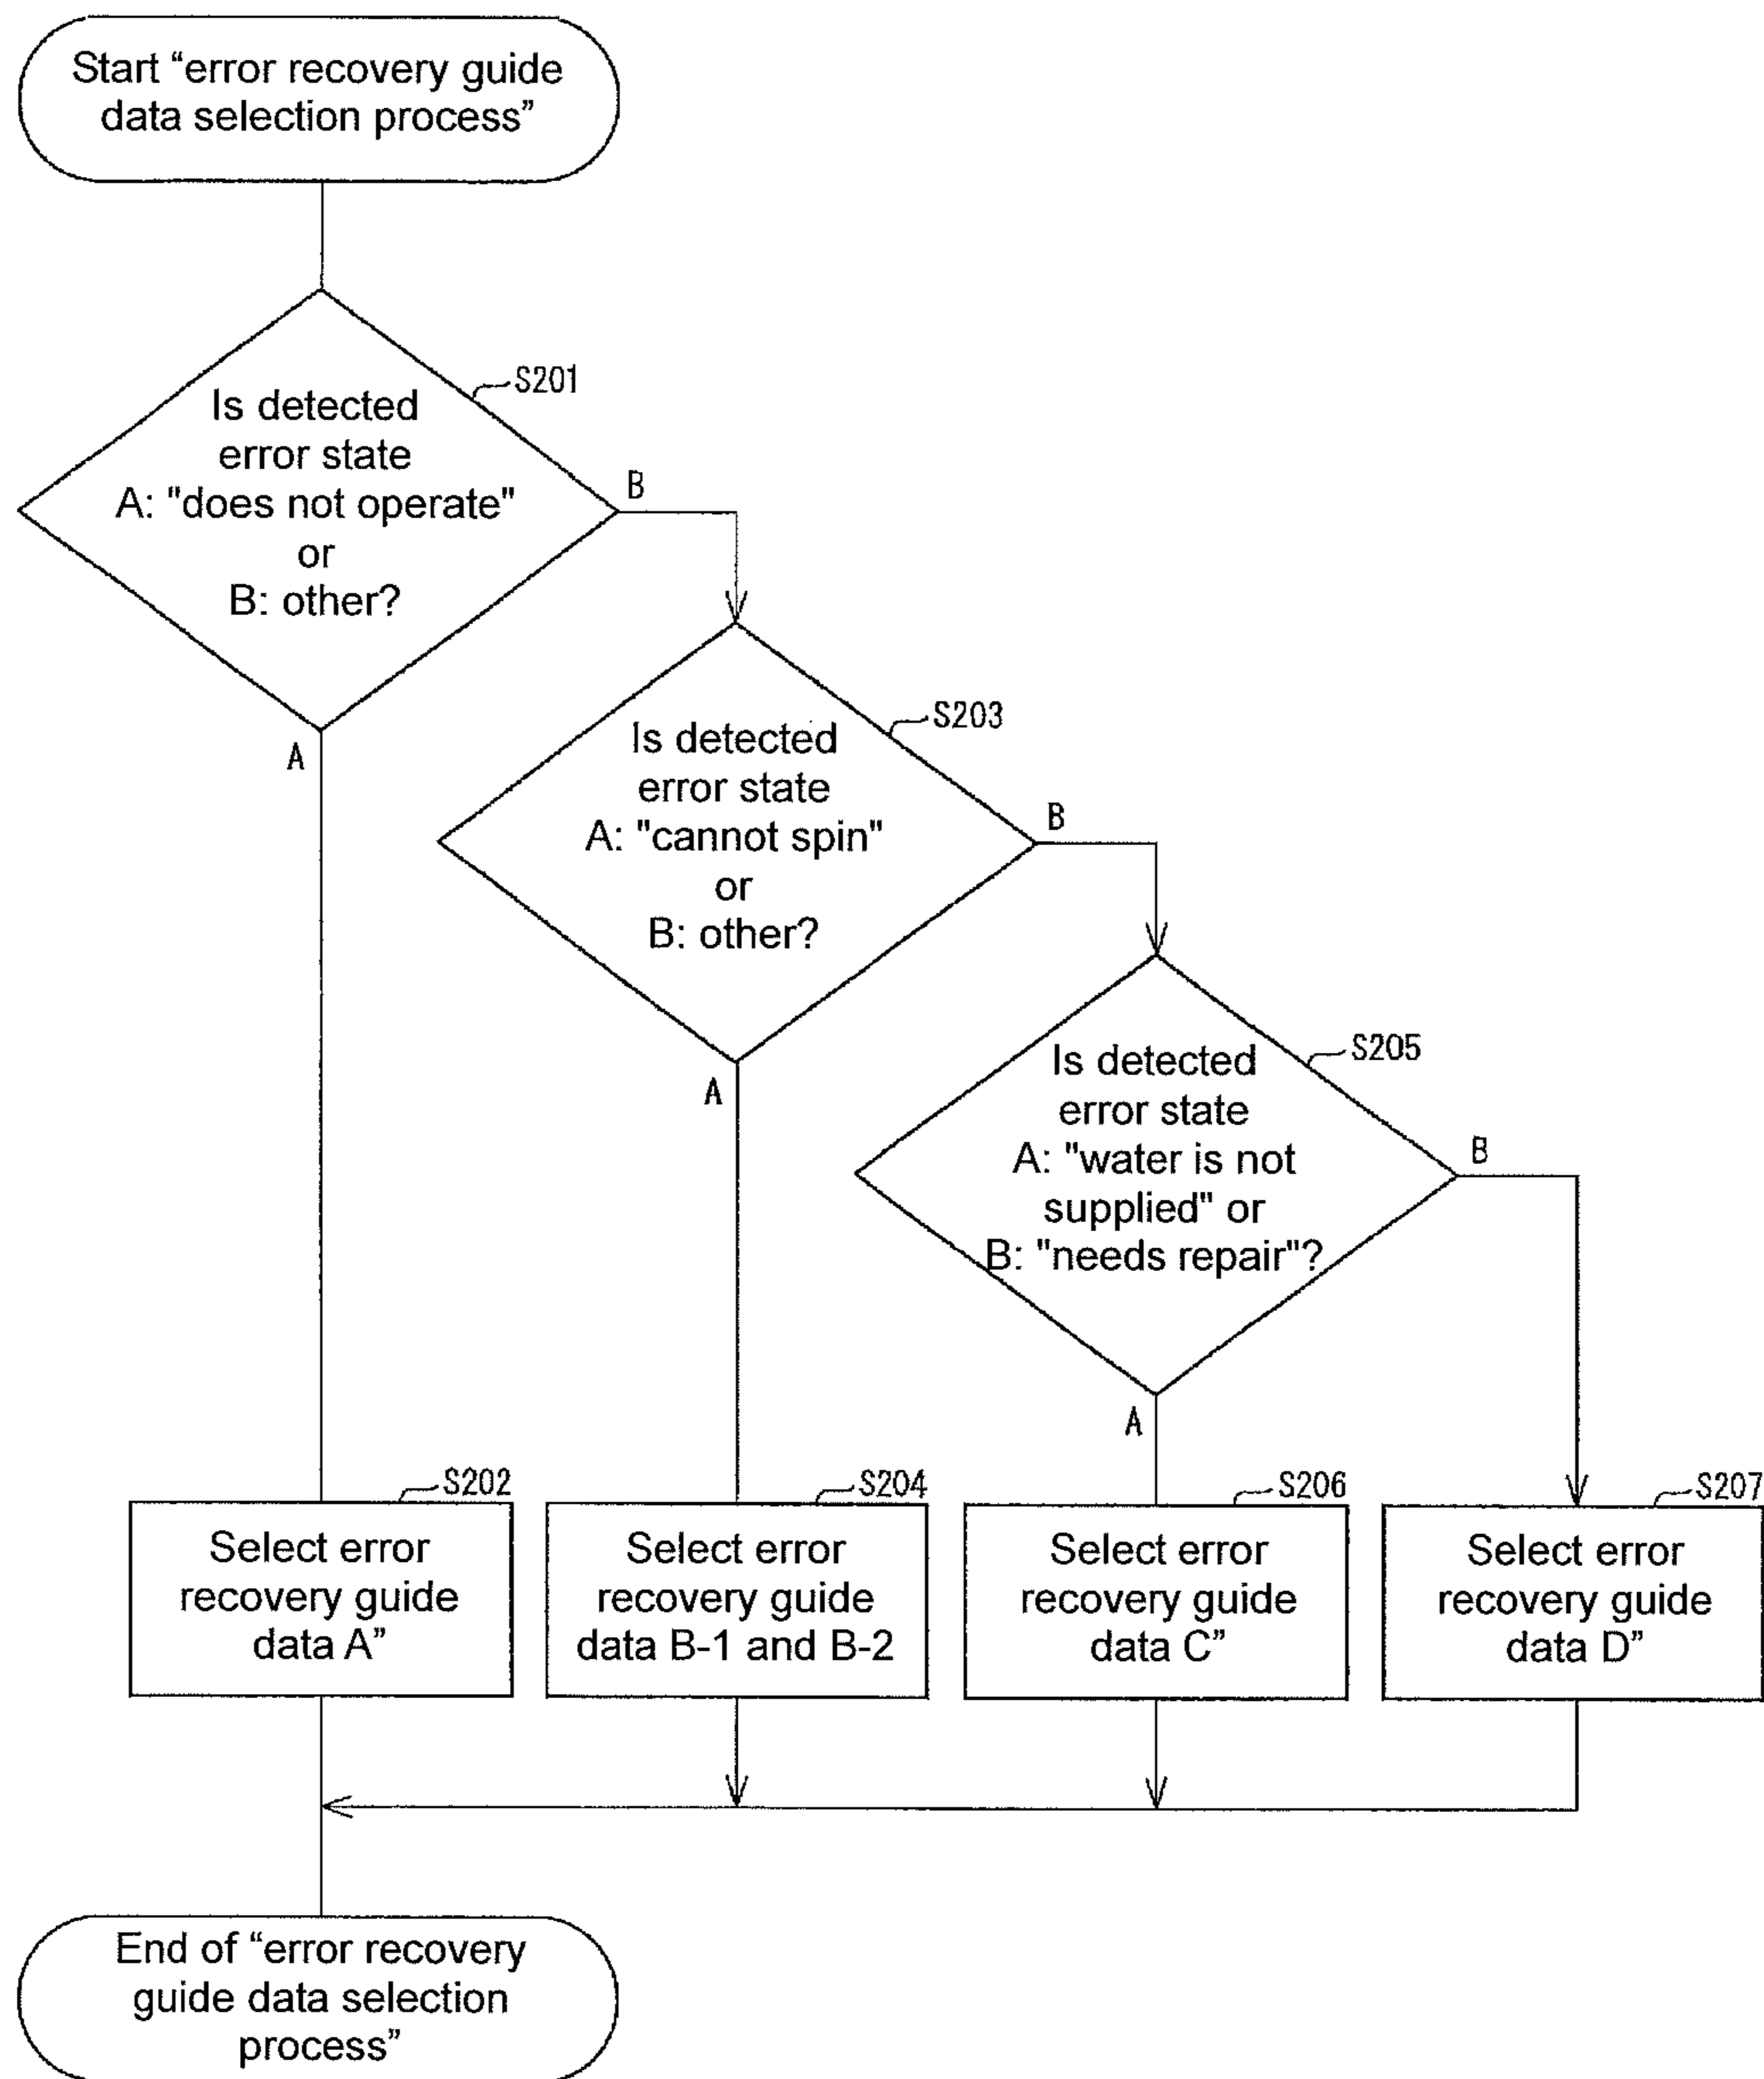 Start “error recovery guide
data selection process”
S201
Is detected
error state
A: "does not operate"
or
B: other?
B
A
S203
Is detected
error state
A: "cannot spin"
or
B: other?
B
A
S205
Is detected
error state
A: "water is not
supplied" or
B: "needs repair"?
B
A
S202
Select error
recovery guide
data A”
S204
Select error
recovery guide
data B-1 and B-2
S206
Select error
recovery guide
data C”
S207
Select error
recovery guide
data D”
End of “error recovery
guide data selection
process”